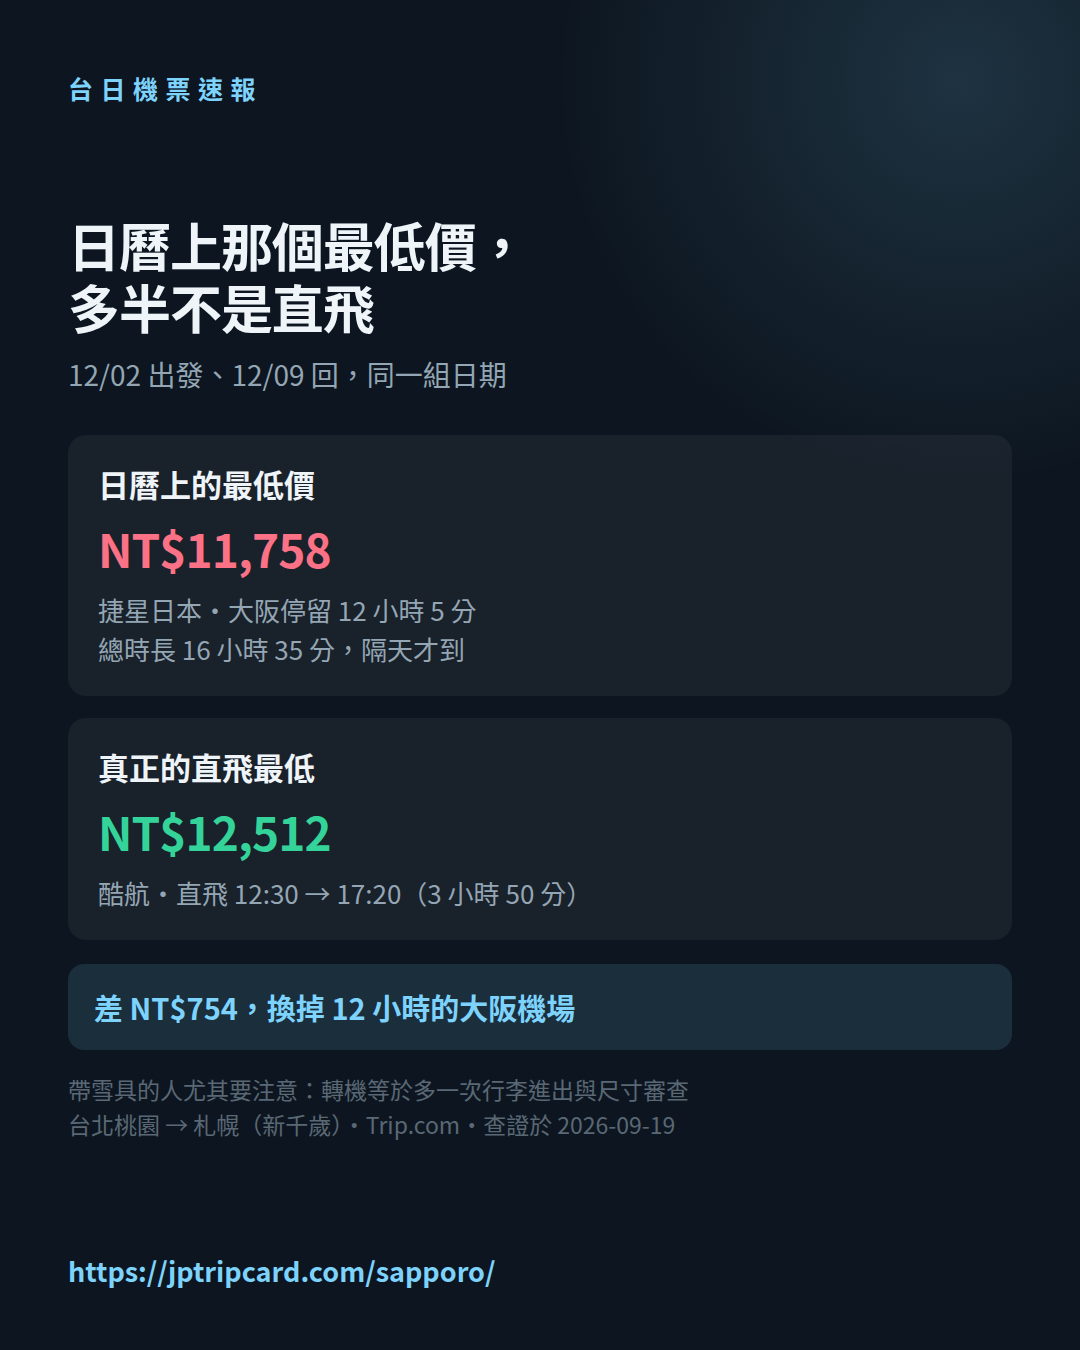 台日機票速報
日曆上那個最低價，
多半不是直飛
12/02 出發、12/09 回，同一組日期
日曆上的最低價
NT$11,758
捷星日本・大阪停留 12 小時 5 分
總時長 16 小時 35 分，隔天才到
真正的直飛最低
NT$12,512
酷航・直飛 12:30 → 17:20（3 小時 50 分）
差 NT$754，換掉 12 小時的大阪機場
帶雪具的人尤其要注意：轉機等於多一次行李進出與尺寸審查
台北桃園 → 札幌（新千歲）・Trip.com・查證於 2026-09-19
https://jptripcard.com/sapporo/